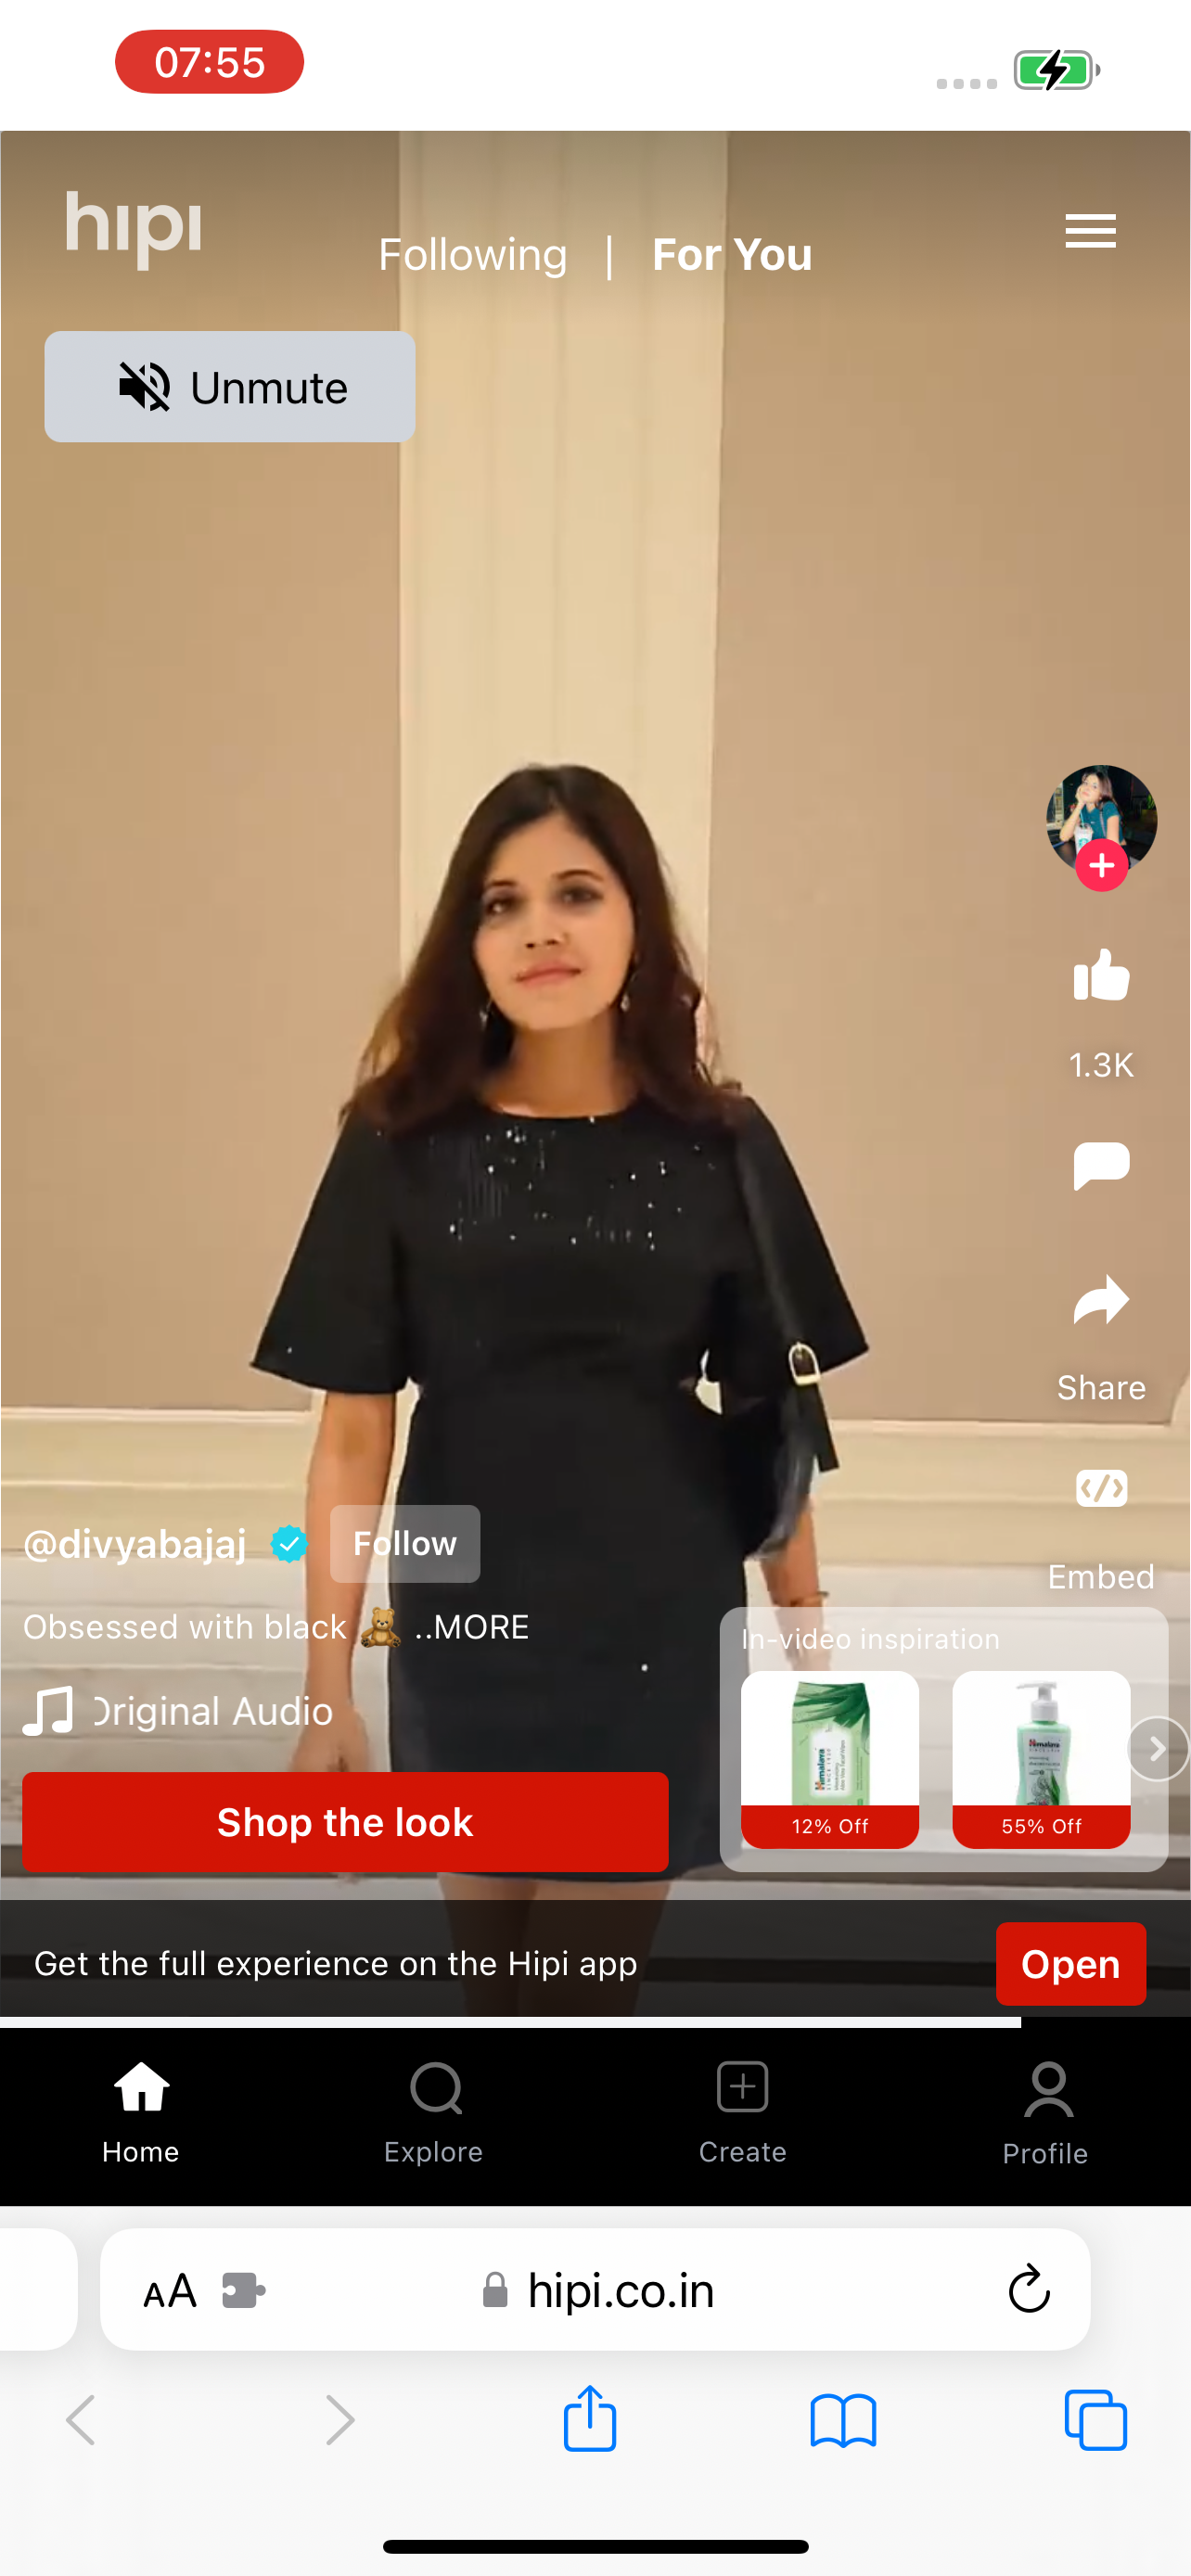 07:55
hipi
Following | For You
Unmute
1.3K
Share
Embed
@divyabajaj Follow
Obsessed with black 🧸 ..MORE
Original Audio
In-video inspiration
Himalaya
Himalaya
12% Off
55% Off
Shop the look
Get the full experience on the Hipi app
Open
Home
Explore
Create
Profile
AA
hipi.co.in